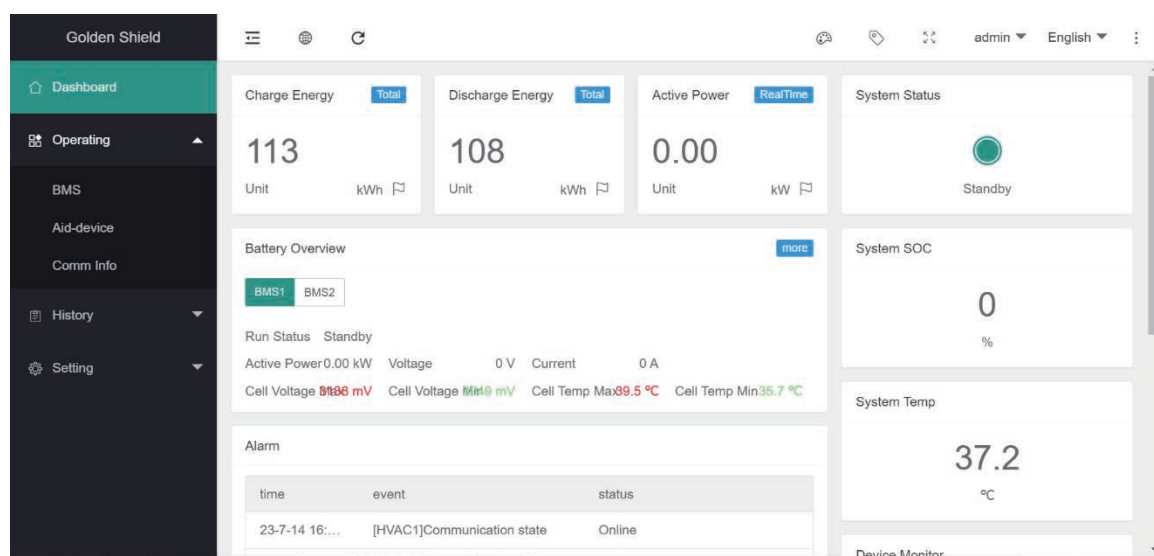 Golden Shield
admin
English
Dashboard
Operating
BMS
Aid-device
Comm Info
History
Setting
Charge Energy Total
113
Unit kWh
Discharge Energy Total
108
Unit kWh
Active Power RealTime
0.00
Unit kW
System Status
Standby
Battery Overview more
BMS1 BMS2
Run Status Standby
Active Power 0.00 kW Voltage 0 V Current 0 A
Cell Voltage mV Cell Voltage mV Cell Temp Max 39.5 ℃ Cell Temp Min 35.7 ℃
System SOC
0
%
System Temp
37.2
℃
Alarm
time event status
23-7-14 16:... [HVAC1]Communication state Online
Device Monitor